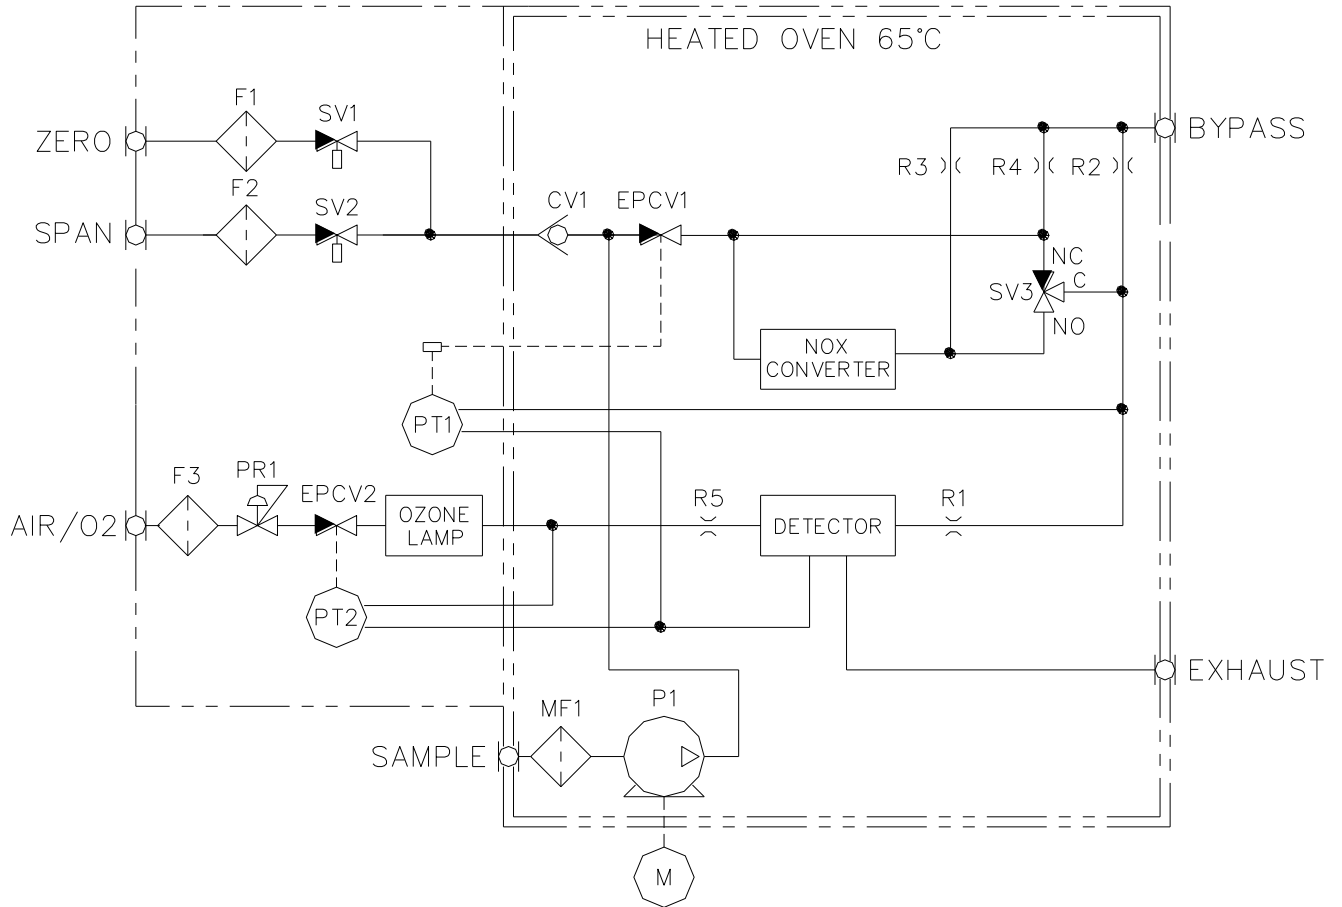 HEATED OVEN 65°C
F1
SV1
ZERO
BYPASS
R3
R4
R2
F2
SV2
CV1
EPCV1
SPAN
NC
C
SV3
NO
NOX
CONVERTER
PT1
F3
PR1
EPCV2
R5
R1
AIR/O2
OZONE
LAMP
DETECTOR
PT2
EXHAUST
MF1
P1
SAMPLE
M